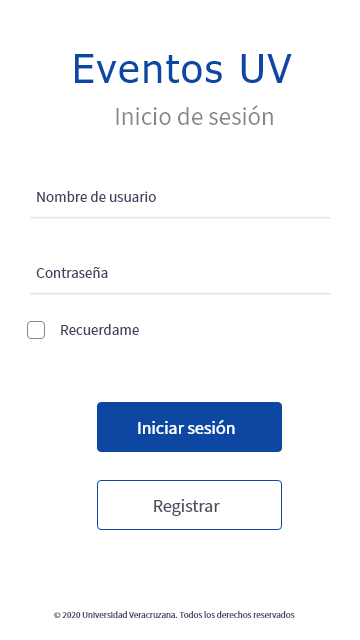 Eventos UV
Inicio de sesión
Nombre de usuario
Contraseña
Recuerdame
Iniciar sesión
Registrar
© 2020 Universidad Veracruzana. Todos los derechos reservados